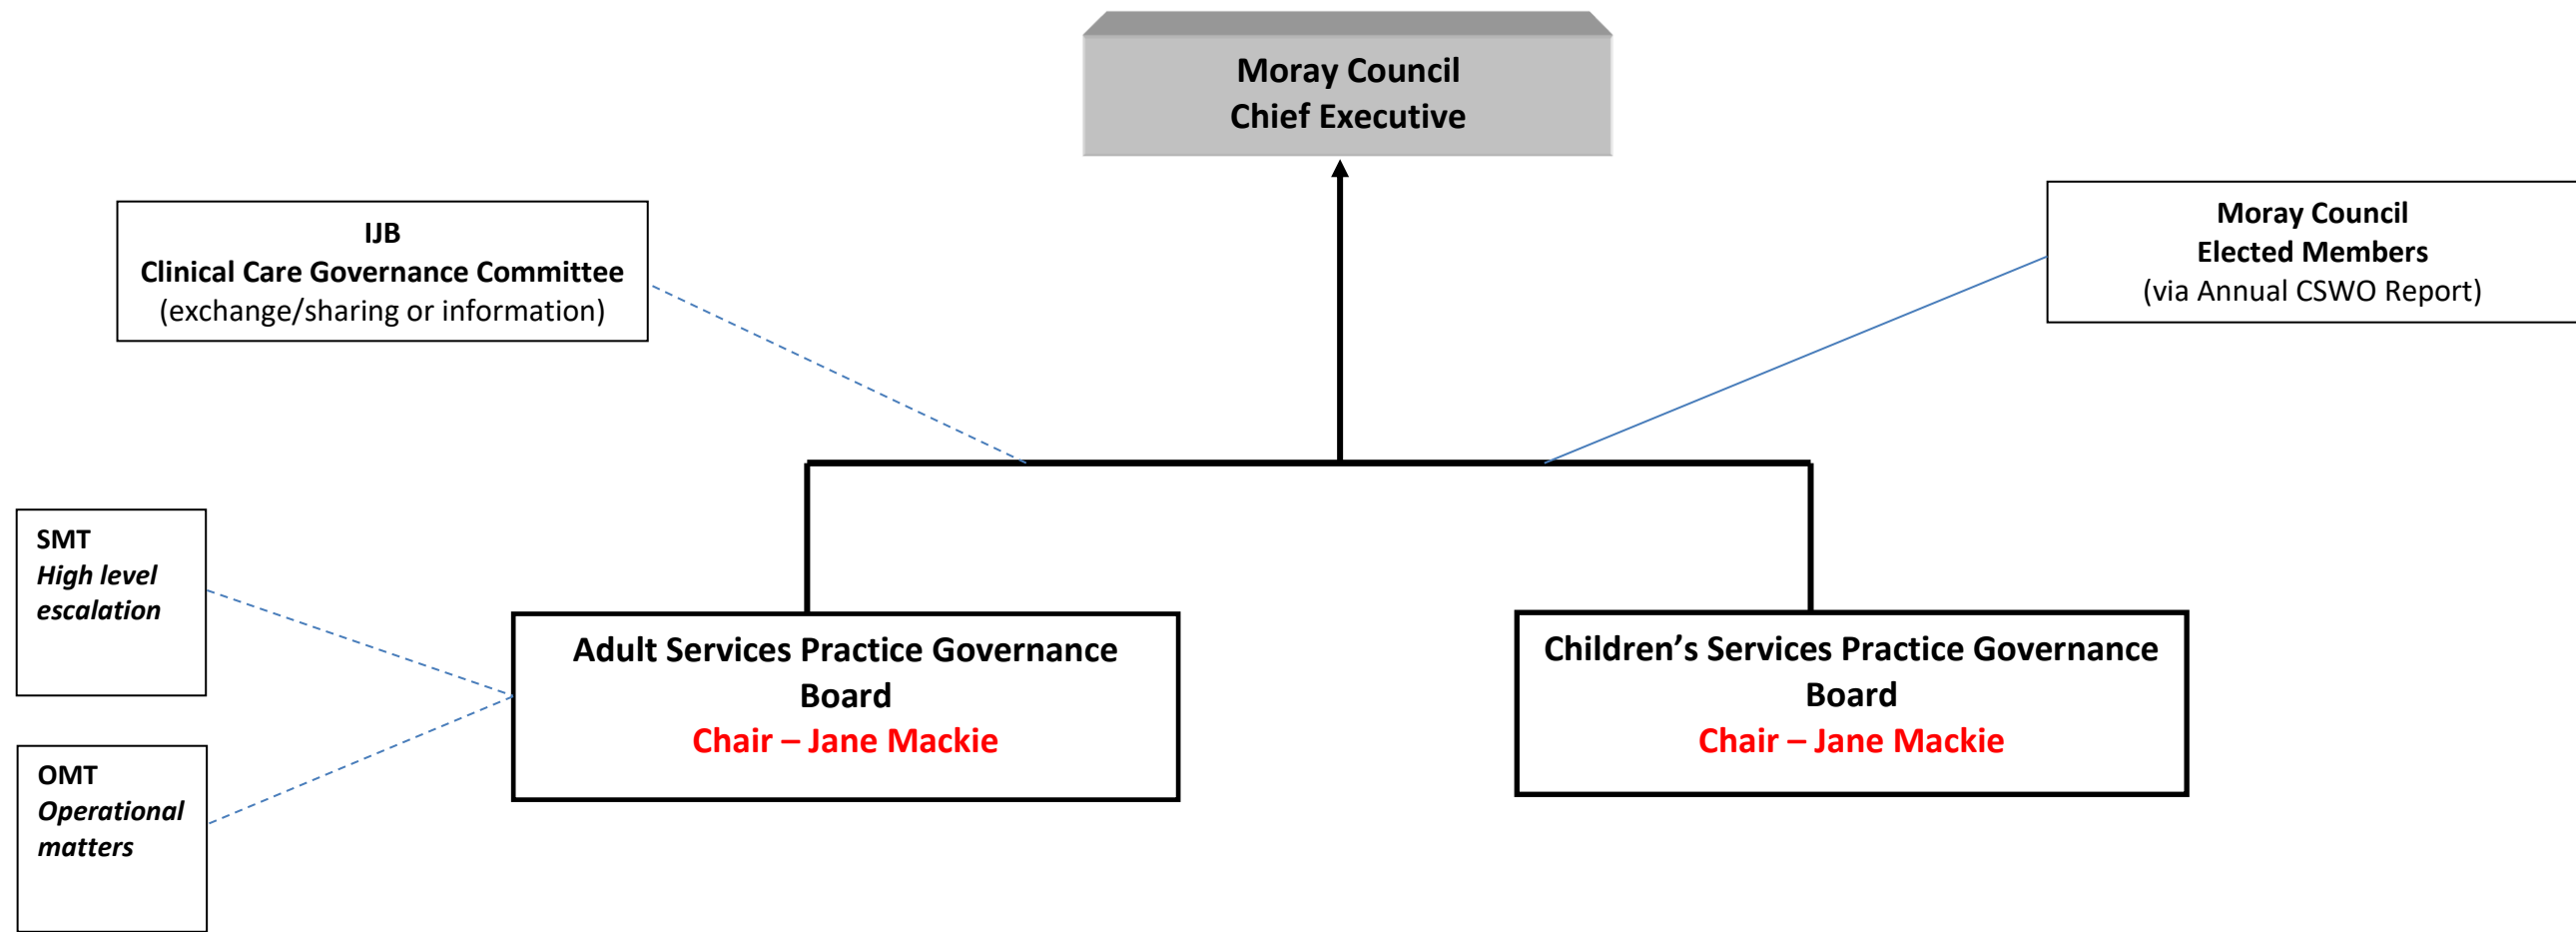 Moray Council
Chief Executive
IJB
Clinical Care Governance Committee
(exchange/sharing or information)
Moray Council
Elected Members
(via Annual CSWO Report)
SMT
High level
escalation
Adult Services Practice Governance
Board
Chair – Jane Mackie
Children’s Services Practice Governance
Board
Chair – Jane Mackie
OMT
Operational
matters